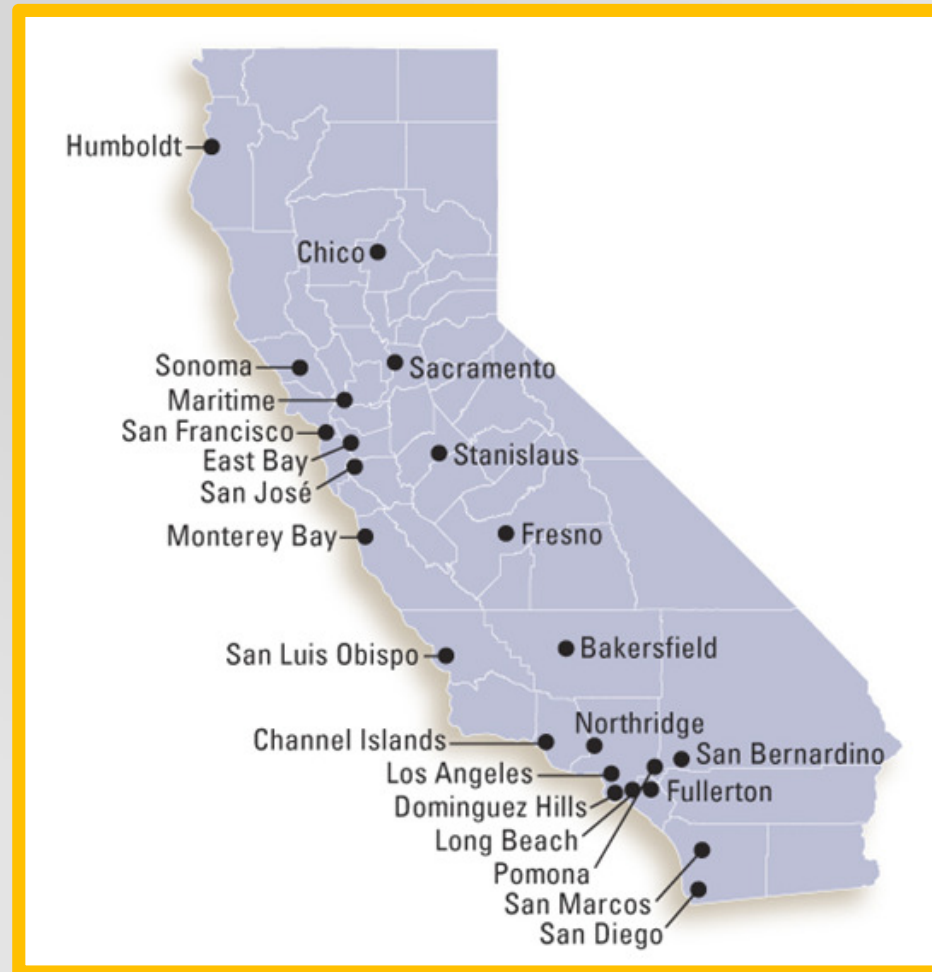 Humboldt
Chico
Sonoma
Sacramento
Maritime
San Francisco
East Bay
Stanislaus
San José
Monterey Bay
Fresno
San Luis Obispo
Bakersfield
Northridge
Channel Islands
San Bernardino
Los Angeles
Fullerton
Dominguez Hills
Long Beach
Pomona
San Marcos
San Diego